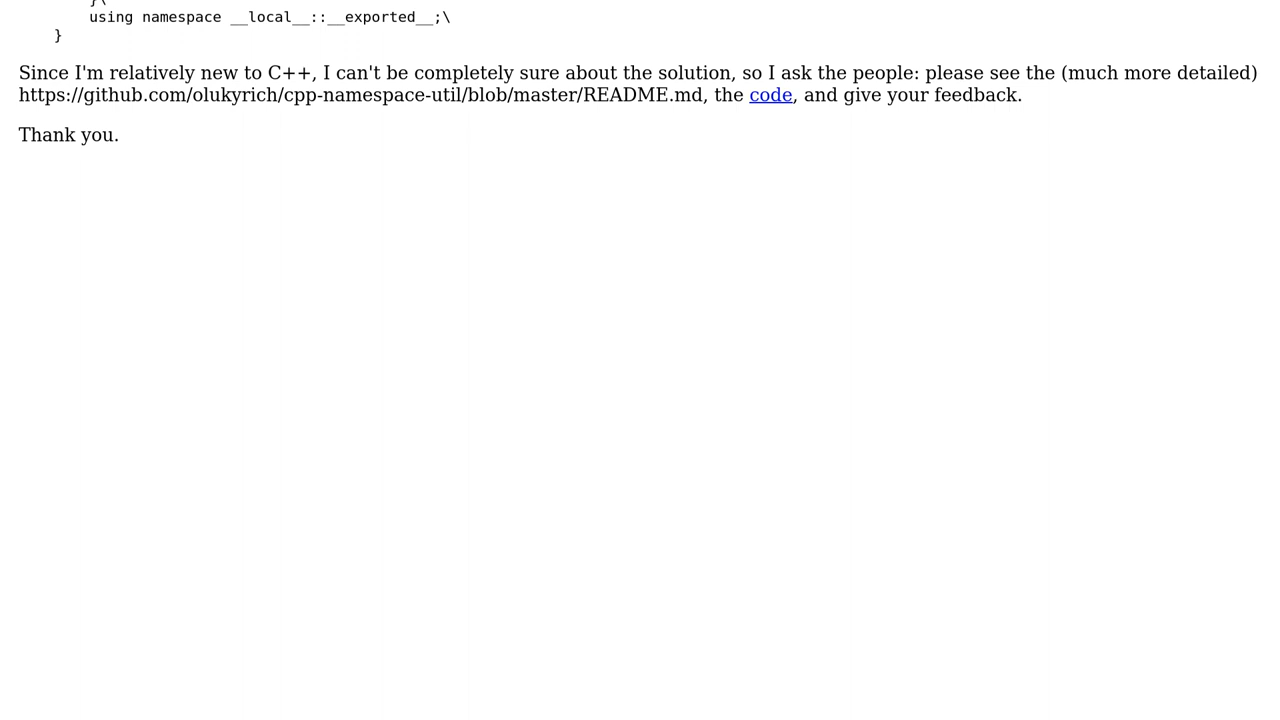 }\
using namespace __local__::__exported__;\
}
Since I'm relatively new to C++, I can't be completely sure about the solution, so I ask the people: please see the (much more detailed)
https://github.com/olukyrich/cpp-namespace-util/blob/master/README.md, the code, and give your feedback.
Thank you.